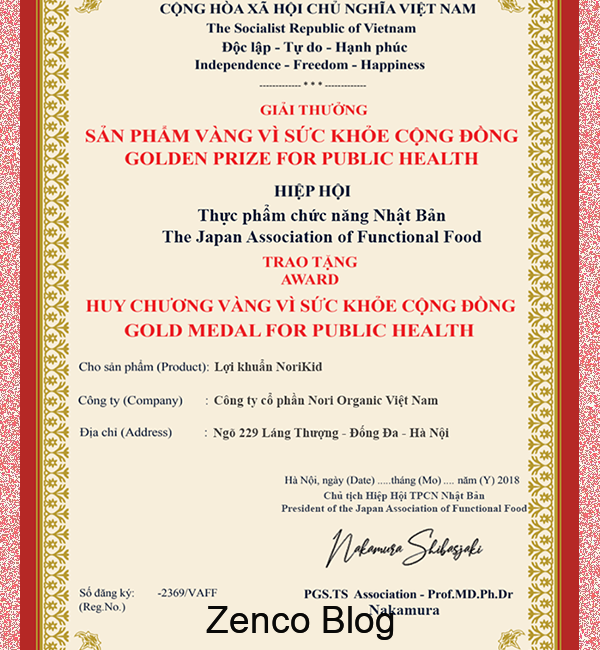 CỘNG HÒA XÃ HỘI CHỦ NGHĨA VIỆT NAM
The Socialist Republic of Vietnam
Độc lập - Tự do - Hạnh phúc
Independence - Freedom - Happiness
------------- * * * -------------
GIẢI THƯỞNG
SẢN PHẨM VÀNG VÌ SỨC KHỎE CỘNG ĐỒNG
GOLDEN PRIZE FOR PUBLIC HEALTH
HIỆP HỘI
Thực phẩm chức năng Nhật Bản
The Japan Association of Functional Food
TRAO TẶNG
AWARD
HUY CHƯƠNG VÀNG VÌ SỨC KHỎE CỘNG ĐỒNG
GOLD MEDAL FOR PUBLIC HEALTH
Cho sản phẩm (Product): Lợi khuẩn NoriKid
Công ty (Company) : Công ty cổ phần Nori Organic Việt Nam
Địa chỉ (Address) : Ngõ 229 Láng Thượng - Đống Đa - Hà Nội
Hà Nội, ngày (Date) .....tháng (Mo) .... năm (Y) 2018
Chủ tịch Hiệp Hội TPCN Nhật Bản
President of the Japan Association of Functional Food
Nakamura Shibasjaki
Số đăng ký: -2369/VAFF
(Reg.No.)
PGS.TS Association - Prof.MD.Ph.Dr
Nakamura
Zenco Blog